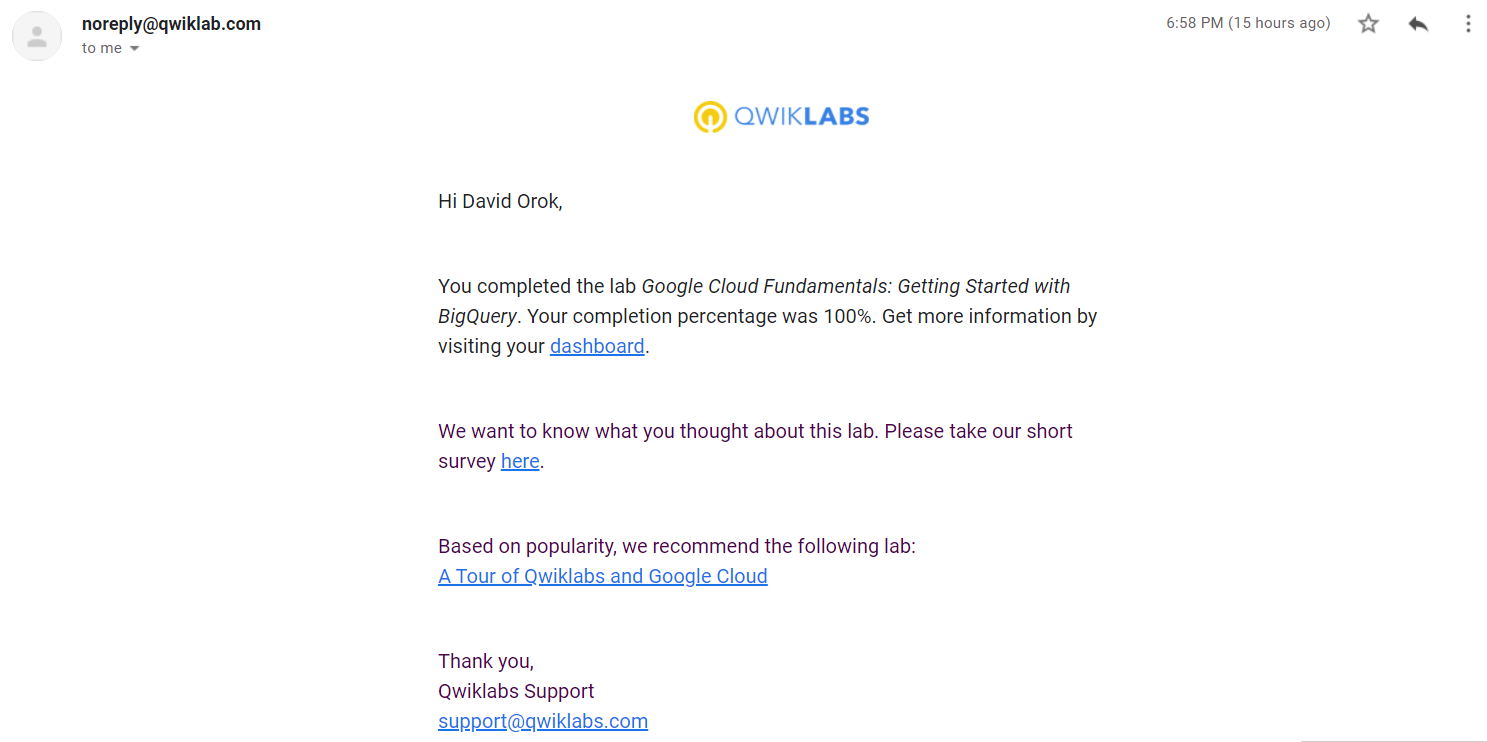 noreply@qwiklab.com
6:58 PM (15 hours ago)
to me
QWIKLABS
Hi David Orok,
You completed the lab Google Cloud Fundamentals: Getting Started with
BigQuery. Your completion percentage was 100%. Get more information by
visiting your dashboard.
We want to know what you thought about this lab. Please take our short
survey here.
Based on popularity, we recommend the following lab:
A Tour of Qwiklabs and Google Cloud
Thank you,
Qwiklabs Support
support@qwiklabs.com